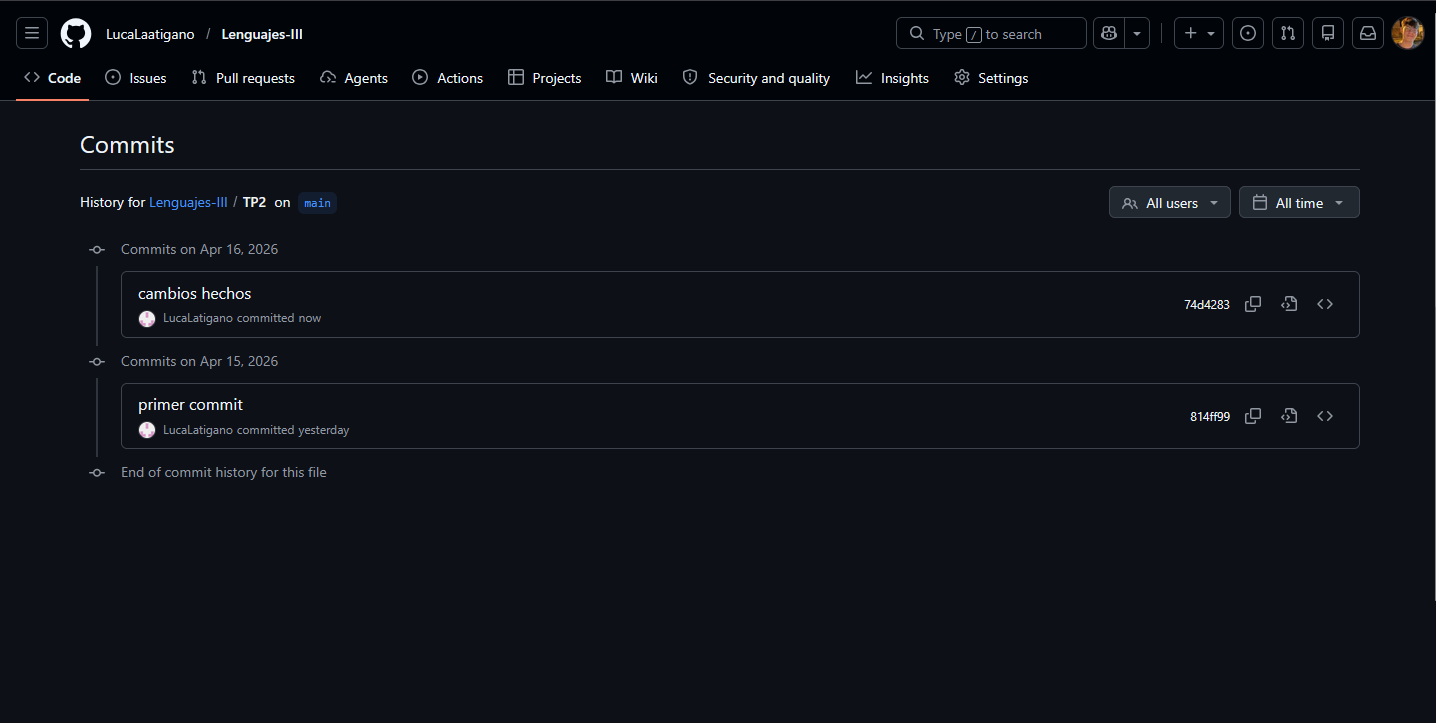 LucaLaatigano / Lenguajes-III Type / to search
Code Issues Pull requests Agents Actions Projects Wiki Security and quality Insights Settings
Commits
History for Lenguajes-III / TP2 on main All users All time
Commits on Apr 16, 2026
cambios hechos
74d4283
LucaLatigano committed now
Commits on Apr 15, 2026
primer commit
814ff99
LucaLatigano committed yesterday
End of commit history for this file